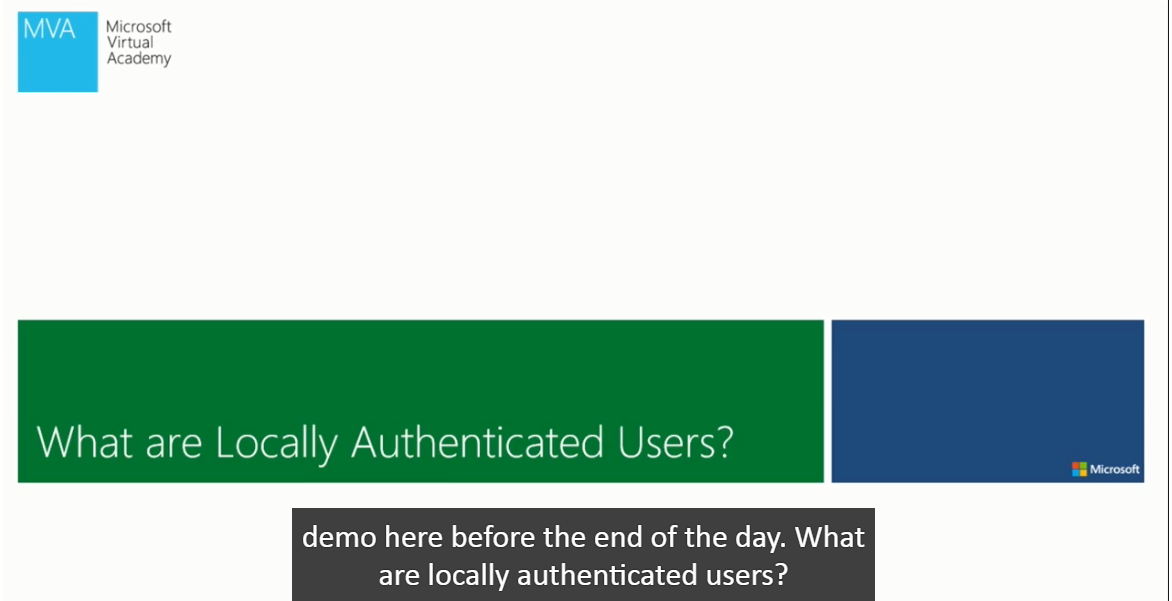 MVA
Microsoft
Virtual
Academy
What are Locally Authenticated Users?
Microsoft
demo here before the end of the day. What
are locally authenticated users?